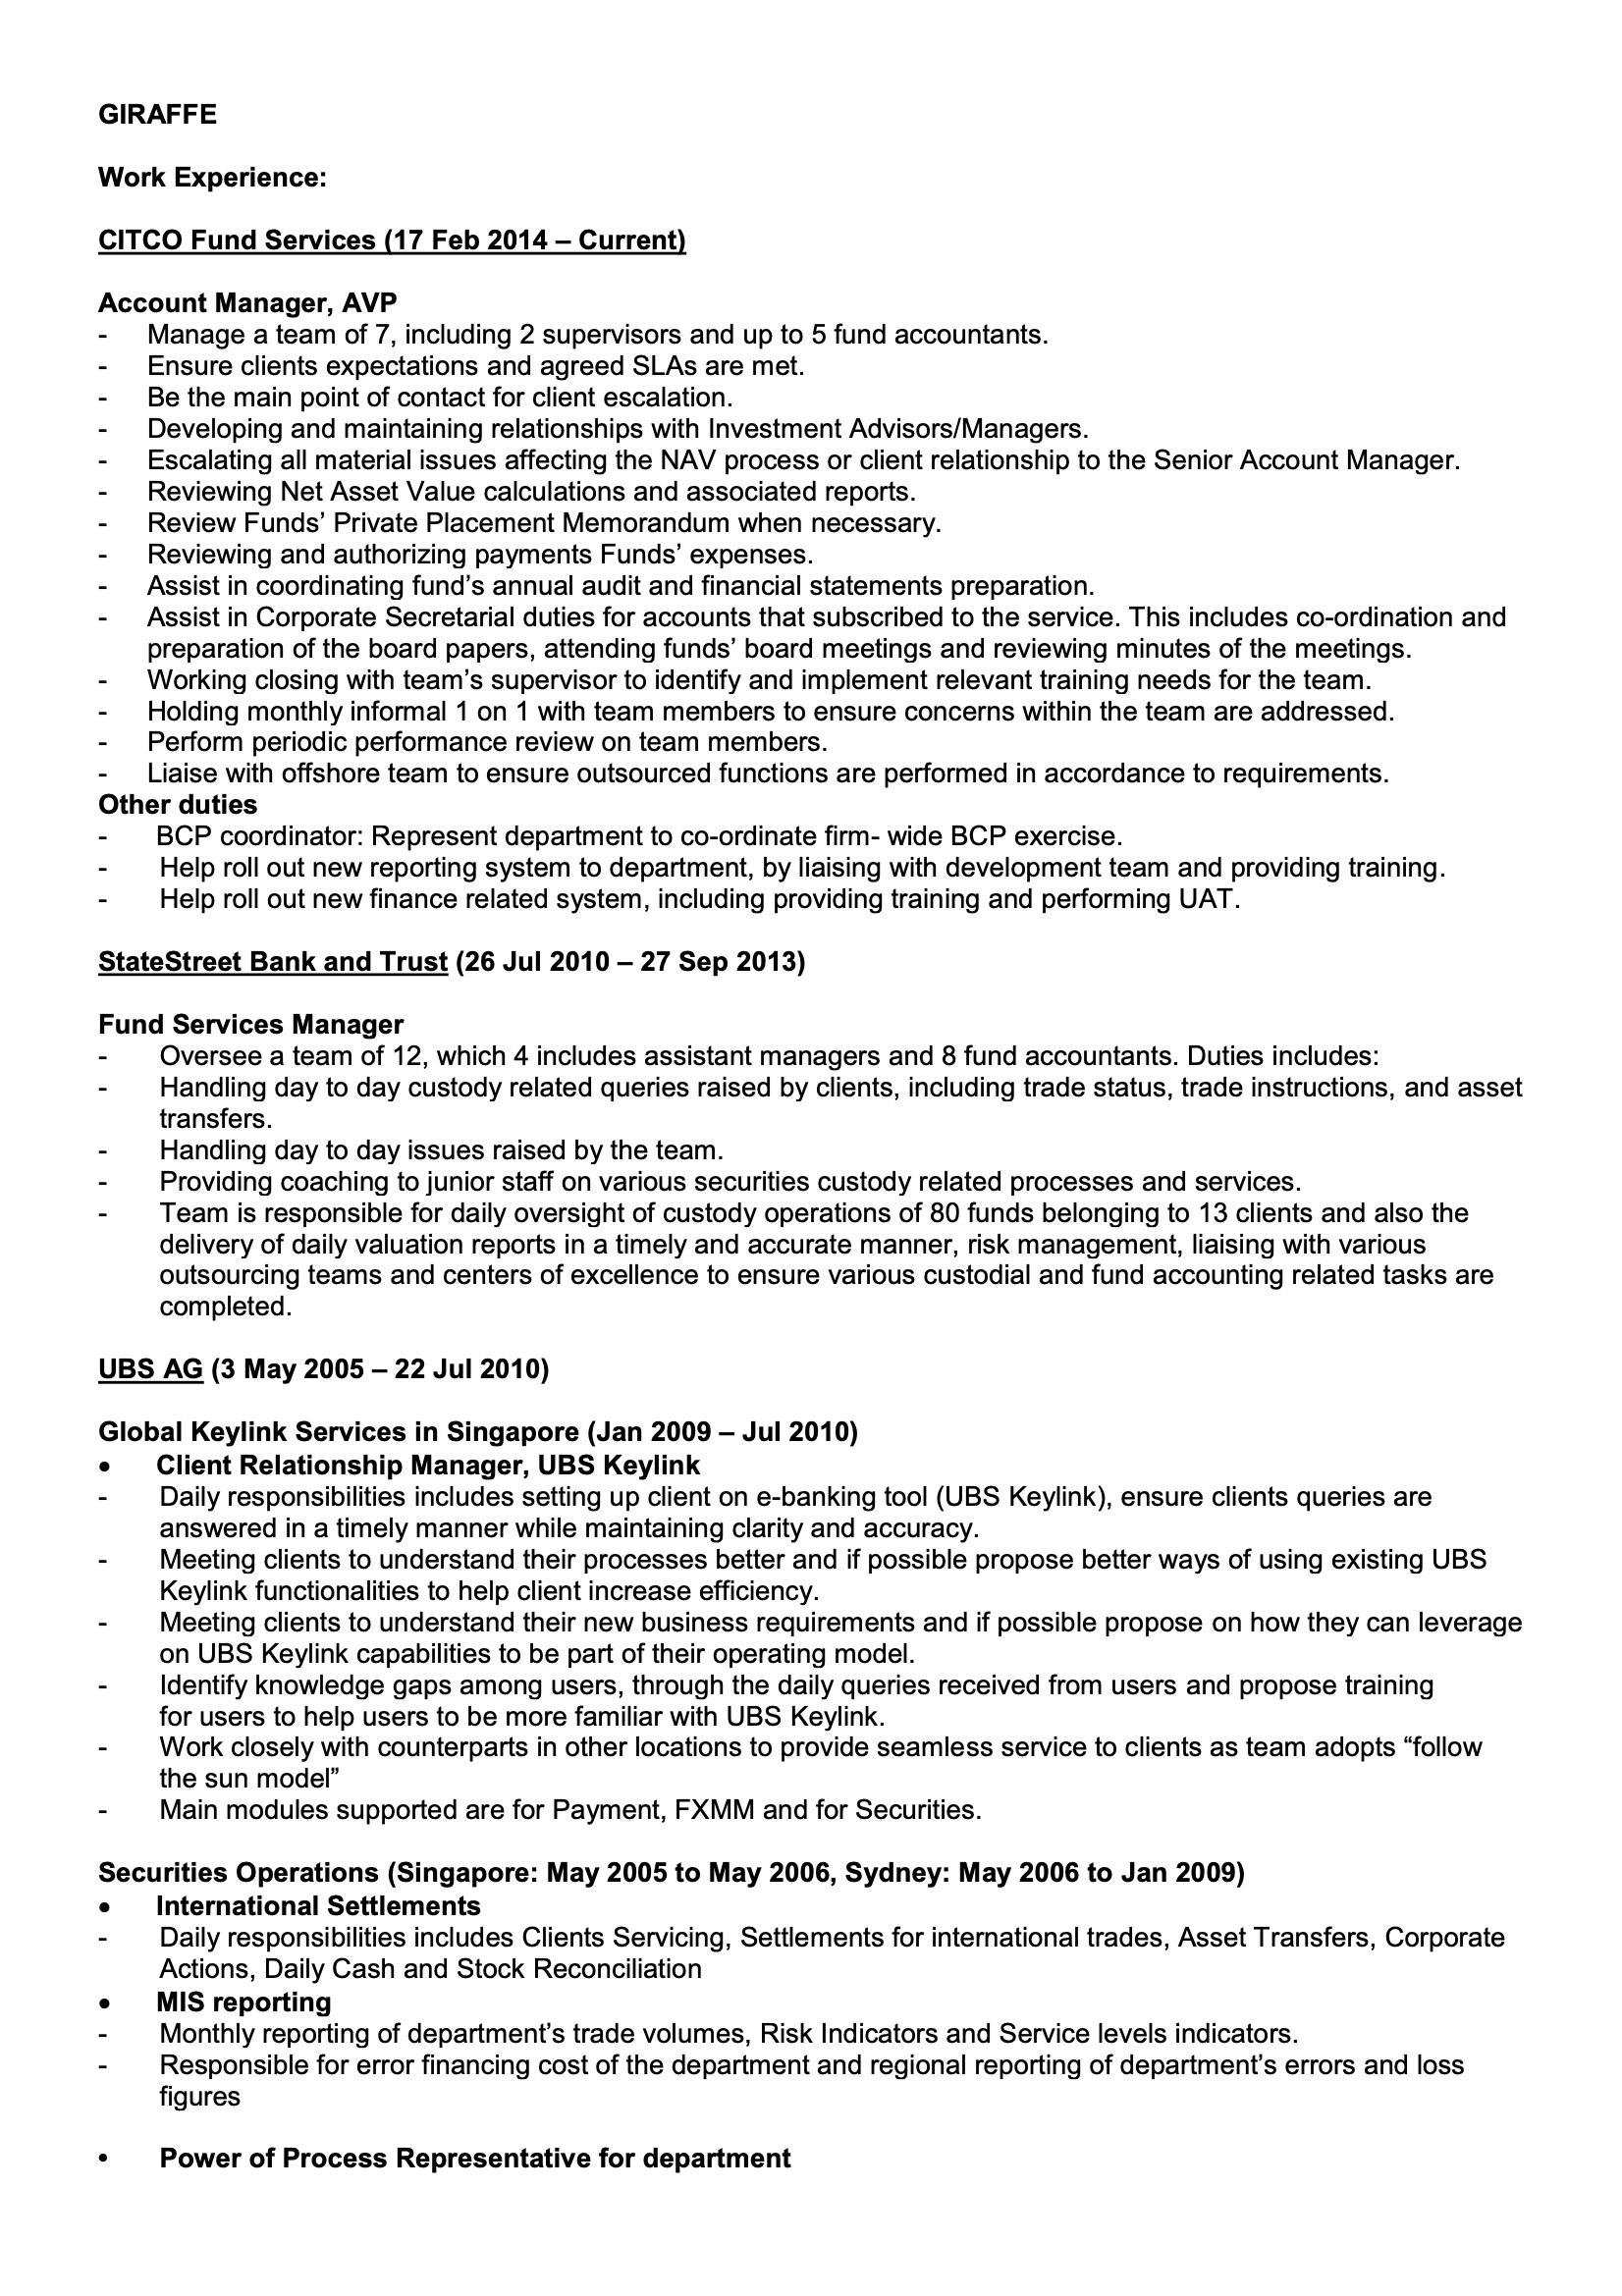 GIRAFFE
Work Experience:
CITCO Fund Services (17 Feb 2014 – Current)
Account Manager, AVP
- Manage a team of 7, including 2 supervisors and up to 5 fund accountants.
- Ensure clients expectations and agreed SLAs are met.
- Be the main point of contact for client escalation.
- Developing and maintaining relationships with Investment Advisors/Managers.
- Escalating all material issues affecting the NAV process or client relationship to the Senior Account Manager.
- Reviewing Net Asset Value calculations and associated reports.
- Review Funds’ Private Placement Memorandum when necessary.
- Reviewing and authorizing payments Funds’ expenses.
- Assist in coordinating fund’s annual audit and financial statements preparation.
- Assist in Corporate Secretarial duties for accounts that subscribed to the service. This includes co-ordination and
preparation of the board papers, attending funds’ board meetings and reviewing minutes of the meetings.
- Working closing with team’s supervisor to identify and implement relevant training needs for the team.
- Holding monthly informal 1 on 1 with team members to ensure concerns within the team are addressed.
- Perform periodic performance review on team members.
- Liaise with offshore team to ensure outsourced functions are performed in accordance to requirements.
Other duties
- BCP coordinator: Represent department to co-ordinate firm- wide BCP exercise.
- Help roll out new reporting system to department, by liaising with development team and providing training.
- Help roll out new finance related system, including providing training and performing UAT.
StateStreet Bank and Trust (26 Jul 2010 – 27 Sep 2013)
Fund Services Manager
- Oversee a team of 12, which 4 includes assistant managers and 8 fund accountants. Duties includes:
- Handling day to day custody related queries raised by clients, including trade status, trade instructions, and asset
transfers.
- Handling day to day issues raised by the team.
- Providing coaching to junior staff on various securities custody related processes and services.
- Team is responsible for daily oversight of custody operations of 80 funds belonging to 13 clients and also the
delivery of daily valuation reports in a timely and accurate manner, risk management, liaising with various
outsourcing teams and centers of excellence to ensure various custodial and fund accounting related tasks are
completed.
UBS AG (3 May 2005 – 22 Jul 2010)
Global Keylink Services in Singapore (Jan 2009 – Jul 2010)
• Client Relationship Manager, UBS Keylink
- Daily responsibilities includes setting up client on e-banking tool (UBS Keylink), ensure clients queries are
answered in a timely manner while maintaining clarity and accuracy.
- Meeting clients to understand their processes better and if possible propose better ways of using existing UBS
Keylink functionalities to help client increase efficiency.
- Meeting clients to understand their new business requirements and if possible propose on how they can leverage
on UBS Keylink capabilities to be part of their operating model.
- Identify knowledge gaps among users, through the daily queries received from users and propose training
for users to help users to be more familiar with UBS Keylink.
- Work closely with counterparts in other locations to provide seamless service to clients as team adopts “follow
the sun model”
- Main modules supported are for Payment, FXMM and for Securities.
Securities Operations (Singapore: May 2005 to May 2006, Sydney: May 2006 to Jan 2009)
• International Settlements
- Daily responsibilities includes Clients Servicing, Settlements for international trades, Asset Transfers, Corporate
Actions, Daily Cash and Stock Reconciliation
• MIS reporting
- Monthly reporting of department’s trade volumes, Risk Indicators and Service levels indicators.
- Responsible for error financing cost of the department and regional reporting of department’s errors and loss
figures
• Power of Process Representative for department